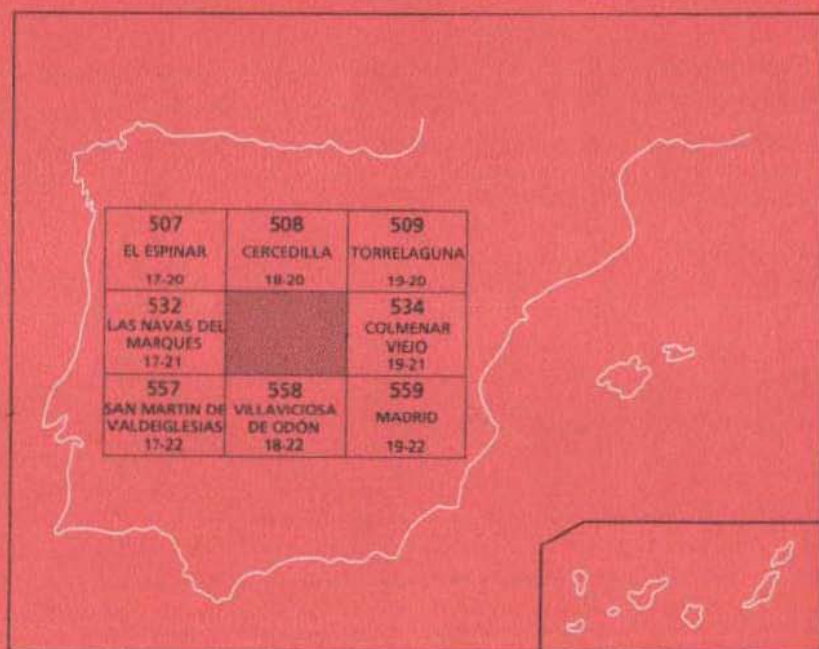 507
EL ESPINAR
17-20
508
CERCEDILLA
18-20
509
TORRELAGUNA
19-20
532
LAS NAVAS DEL
MARQUES
17-21
534
COLMENAR
VIEJO
19-21
557
SAN MARTIN DE
VALDEIGLESIAS
17-22
558
VILLAVICIOSA
DE ODÓN
18-22
559
MADRID
19-22